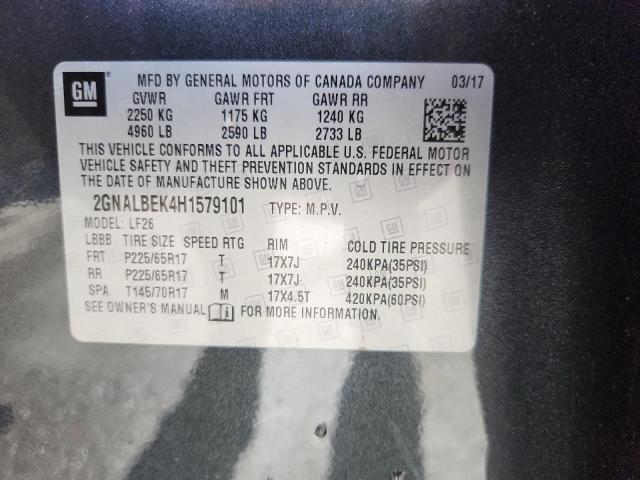 GM
MFD BY GENERAL MOTORS OF CANADA COMPANY 03/17
GVWR GAWR FRT GAWR RR
2250 KG 1175 KG 1240 KG
4960 LB 2590 LB 2733 LB
THIS VEHICLE CONFORMS TO ALL APPLICABLE U.S. FEDERAL MOTOR
VEHICLE SAFETY AND THEFT PREVENTION STANDARDS IN EFFECT ON
THE DATE OF MANUFACTURE SHOWN ABOVE.
2GNALBEK4H1579101 TYPE: M.P.V.
MODEL: LF26
LBBB TIRE SIZE SPEED RTG RIM COLD TIRE PRESSURE
FRT P225/65R17 T 17X7J 240KPA(35PSI)
RR P225/65R17 T 17X7J 240KPA(35PSI)
SPA T145/70R17 M 17X4.5T 420KPA(60PSI)
SEE OWNER'S MANUAL FOR MORE INFORMATION.